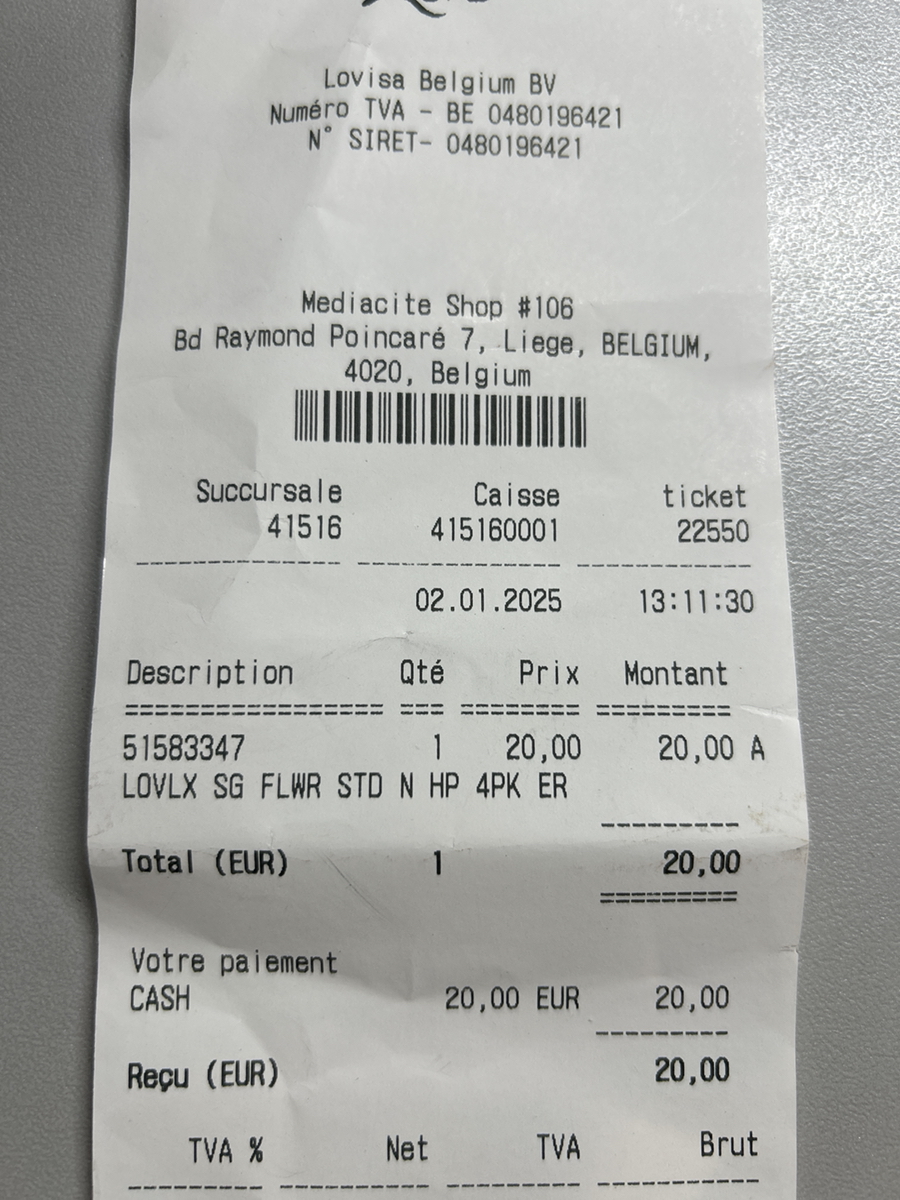 Lovisa Belgium BV
Numéro TVA - BE 0480196421
N° SIRET- 0480196421
Mediacite Shop #106
Bd Raymond Poincaré 7, Liege, BELGIUM,
4020, Belgium
Succursale Caisse ticket
41516 415160001 22550
02.01.2025 13:11:30
Description Qté Prix Montant
51583347 1 20,00 20,00 A
LOVLX SG FLWR STD N HP 4PK ER
Total (EUR) 1 20,00
Votre paiement
CASH 20,00 EUR 20,00
Reçu (EUR) 20,00
TVA % Net TVA Brut